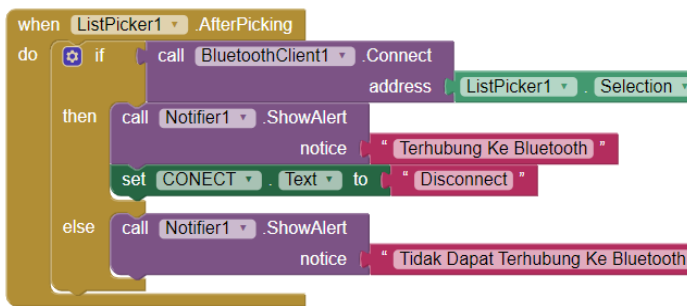 when ListPicker1 .AfterPicking
do if call BluetoothClient1 .Connect
address ListPicker1 . Selection
then call Notifier1 .ShowAlert
notice " Terhubung Ke Bluetooth "
set CONECT . Text to " Disconnect "
else call Notifier1 .ShowAlert
notice " Tidak Dapat Terhubung Ke Bluetooth